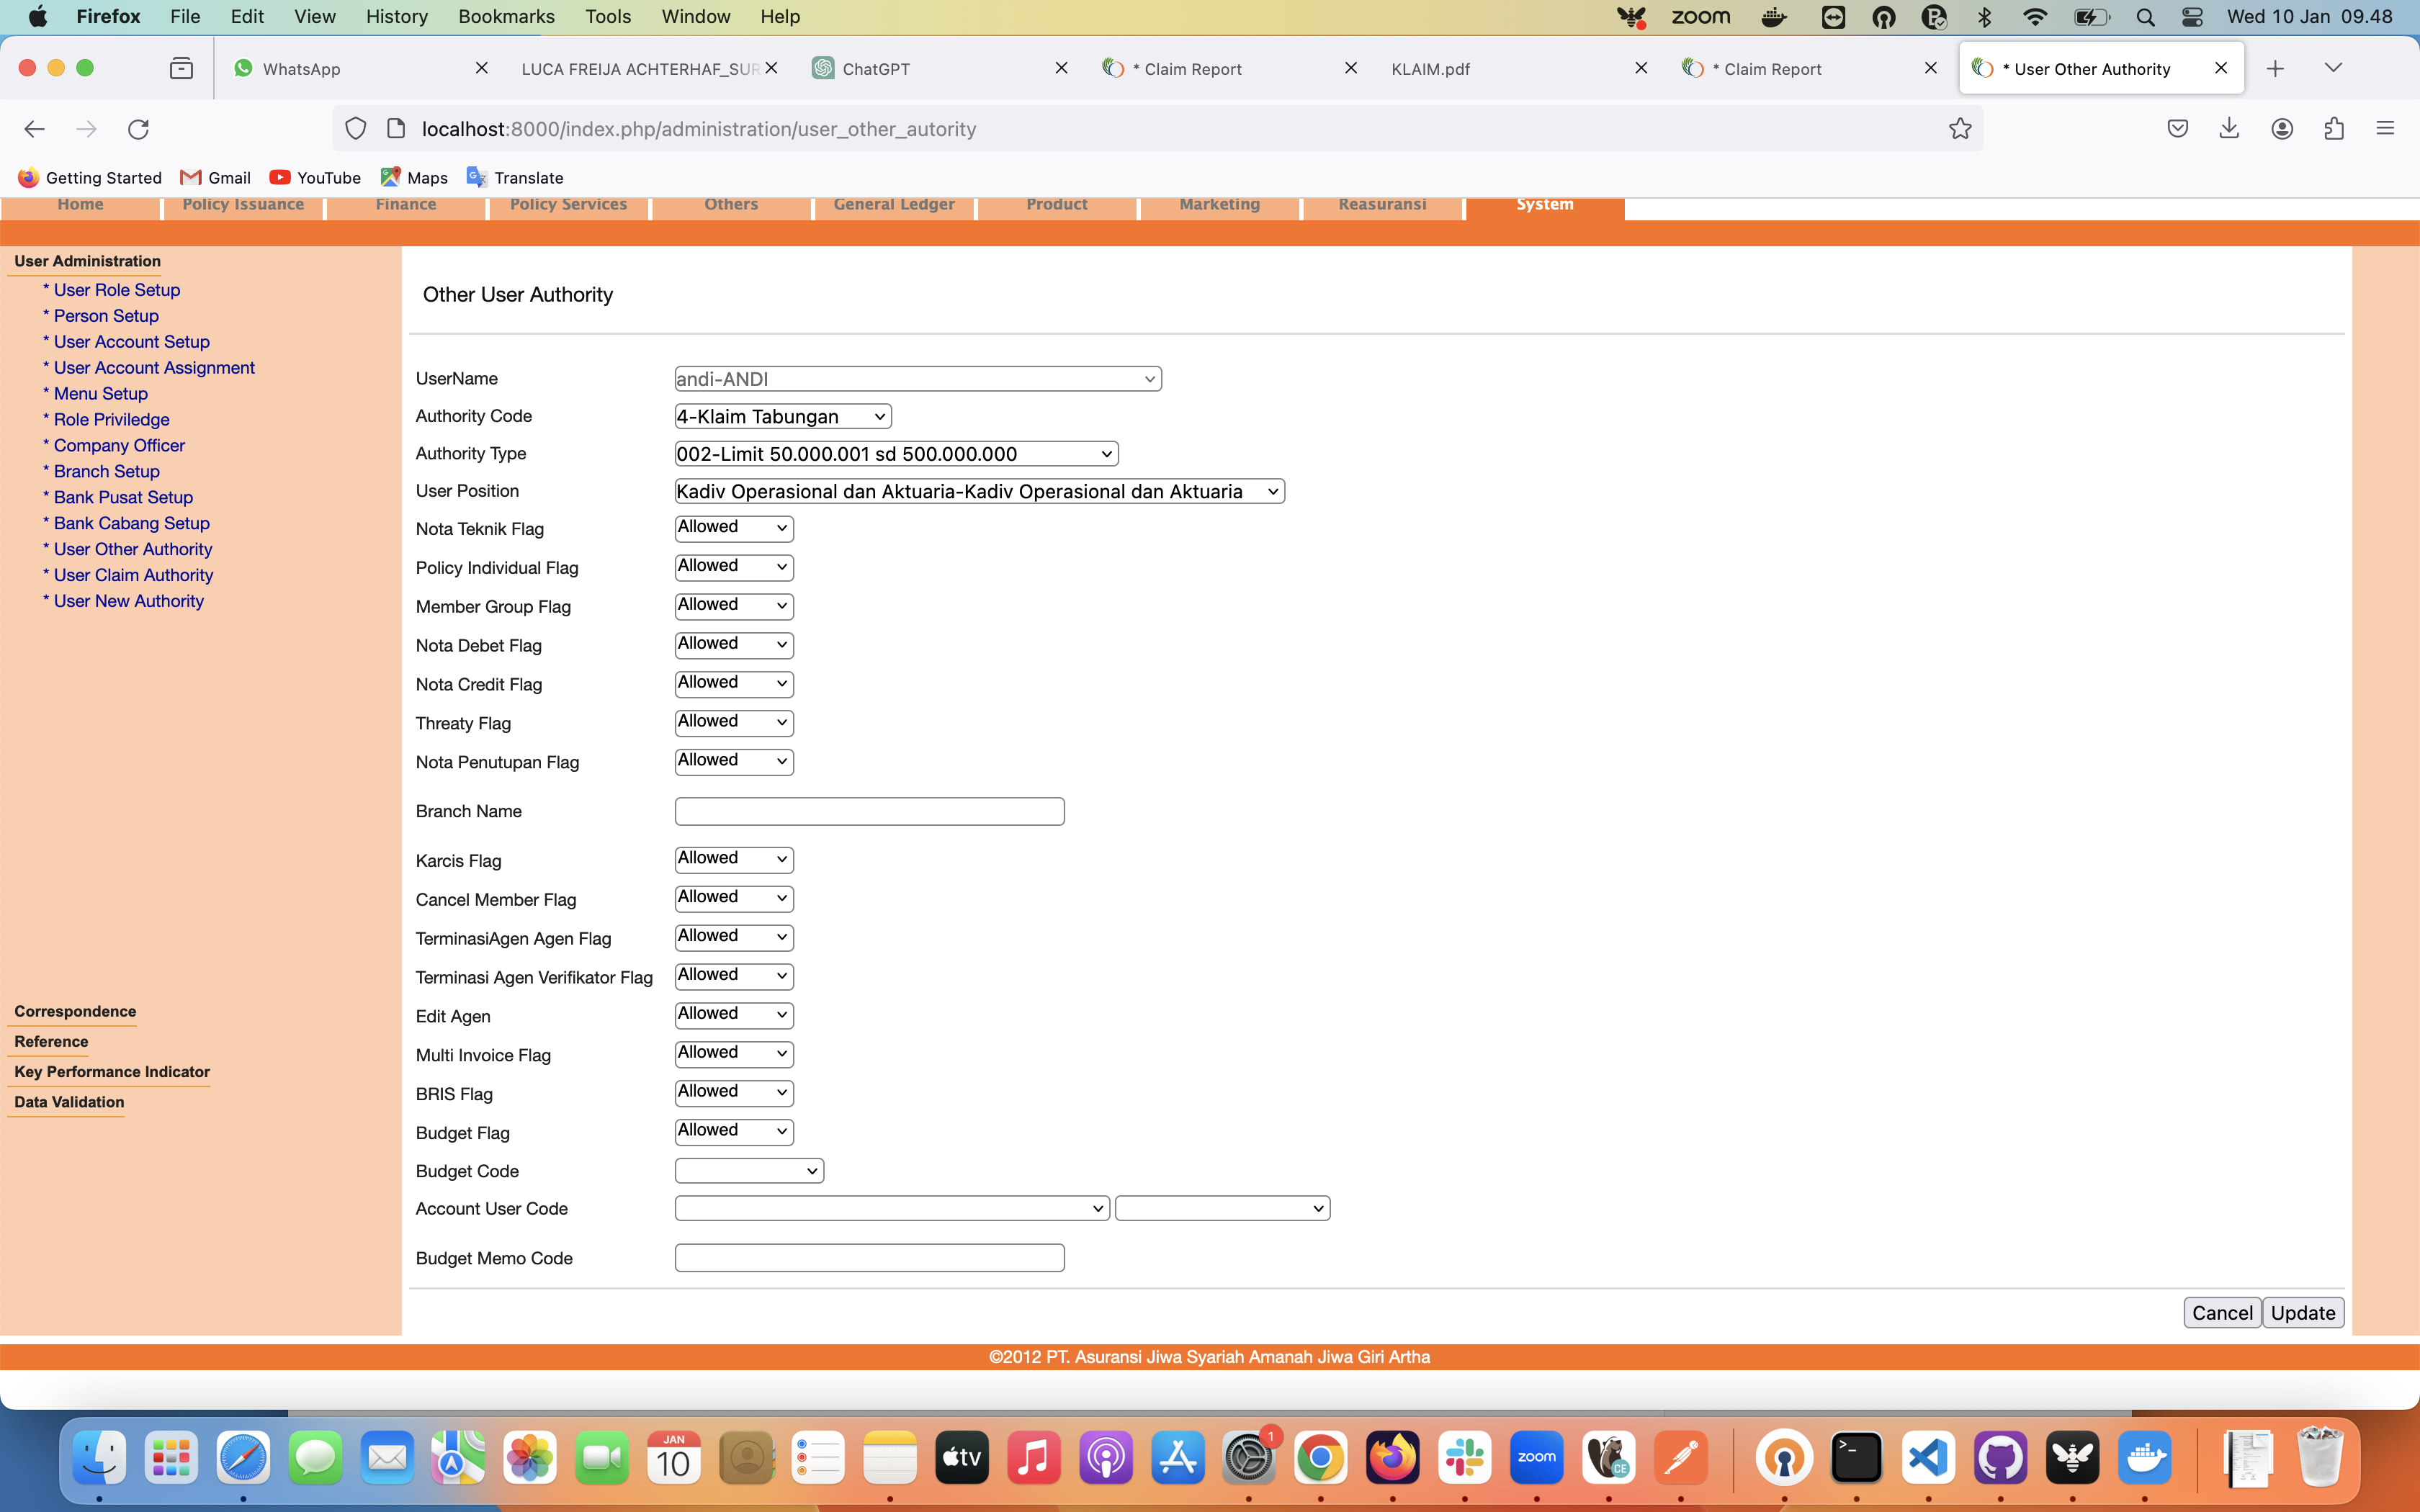 Firefox File Edit View History Bookmarks Tools Window Help zoom Wed 10 Jan 09.48
WhatsApp LUCA FREIJA ACHTERHAF_SUR ChatGPT * Claim Report KLAIM.pdf * Claim Report * User Other Authority
localhost:8000/index.php/administration/user_other_autority
Getting Started Gmail YouTube Maps Translate
Home Policy Issuance Finance Policy Services Others General Ledger Product Marketing Reasuransi System
User Administration
* User Role Setup
* Person Setup
* User Account Setup
* User Account Assignment
* Menu Setup
* Role Priviledge
* Company Officer
* Branch Setup
* Bank Pusat Setup
* Bank Cabang Setup
* User Other Authority
* User Claim Authority
* User New Authority
Correspondence
Reference
Key Performance Indicator
Data Validation
Other User Authority
UserName andi-ANDI
Authority Code 4-Klaim Tabungan
Authority Type 002-Limit 50.000.001 sd 500.000.000
User Position Kadiv Operasional dan Aktuaria-Kadiv Operasional dan Aktuaria
Nota Teknik Flag Allowed
Policy Individual Flag Allowed
Member Group Flag Allowed
Nota Debet Flag Allowed
Nota Credit Flag Allowed
Threaty Flag Allowed
Nota Penutupan Flag Allowed
Branch Name
Karcis Flag Allowed
Cancel Member Flag Allowed
TerminasiAgen Agen Flag Allowed
Terminasi Agen Verifikator Flag Allowed
Edit Agen Allowed
Multi Invoice Flag Allowed
BRIS Flag Allowed
Budget Flag Allowed
Budget Code
Account User Code
Budget Memo Code
Cancel Update
©2012 PT. Asuransi Jiwa Syariah Amanah Jiwa Giri Artha
JAN
10
tv
1
zoom
CE
>_